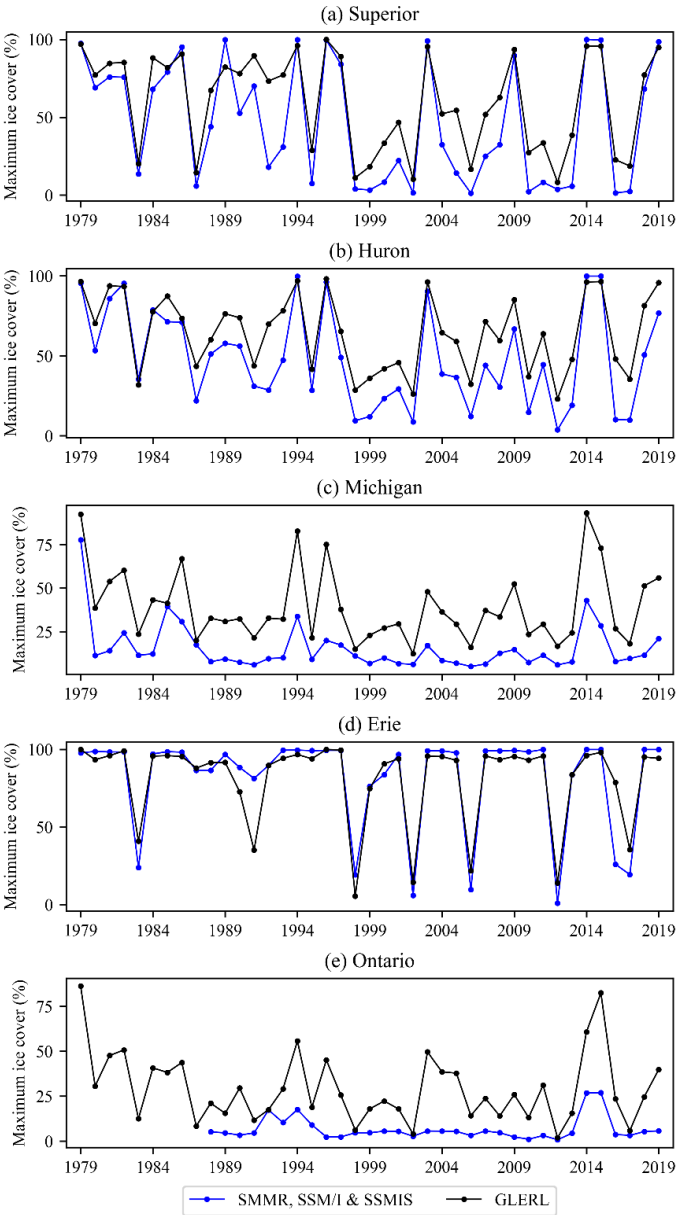 (a) Superior
Maximum ice cover (%)
100
50
0
1979 1984 1989 1994 1999 2004 2009 2014 2019
(b) Huron
Maximum ice cover (%)
100
50
0
1979 1984 1989 1994 1999 2004 2009 2014 2019
(c) Michigan
Maximum ice cover (%)
75
50
25
1979 1984 1989 1994 1999 2004 2009 2014 2019
(d) Erie
Maximum ice cover (%)
100
50
0
1979 1984 1989 1994 1999 2004 2009 2014 2019
(e) Ontario
Maximum ice cover (%)
75
50
25
0
1979 1984 1989 1994 1999 2004 2009 2014 2019
SMMR, SSM/I & SSMIS GLERL